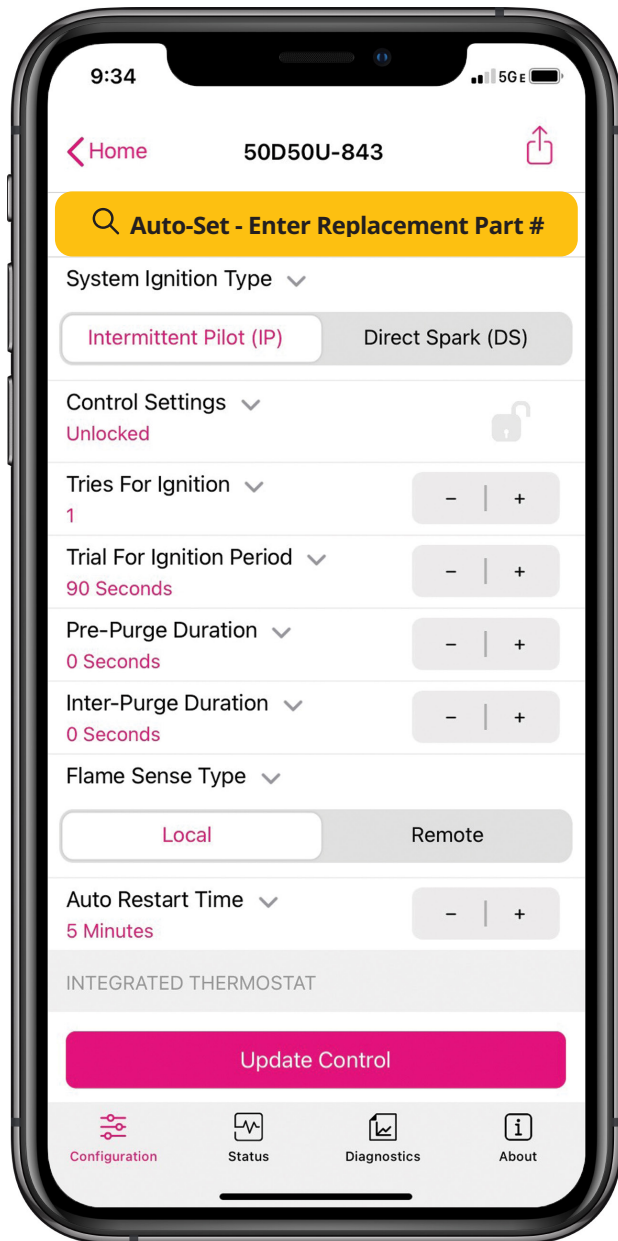 9:34
5G E
Home
50D50U-843
Auto-Set - Enter Replacement Part #
System Ignition Type
Intermittent Pilot (IP)
Direct Spark (DS)
Control Settings
Unlocked
Tries For Ignition
1
- | +
Trial For Ignition Period
90 Seconds
- | +
Pre-Purge Duration
0 Seconds
- | +
Inter-Purge Duration
0 Seconds
- | +
Flame Sense Type
Local
Remote
Auto Restart Time
5 Minutes
- | +
INTEGRATED THERMOSTAT
Update Control
Configuration
Status
Diagnostics
About